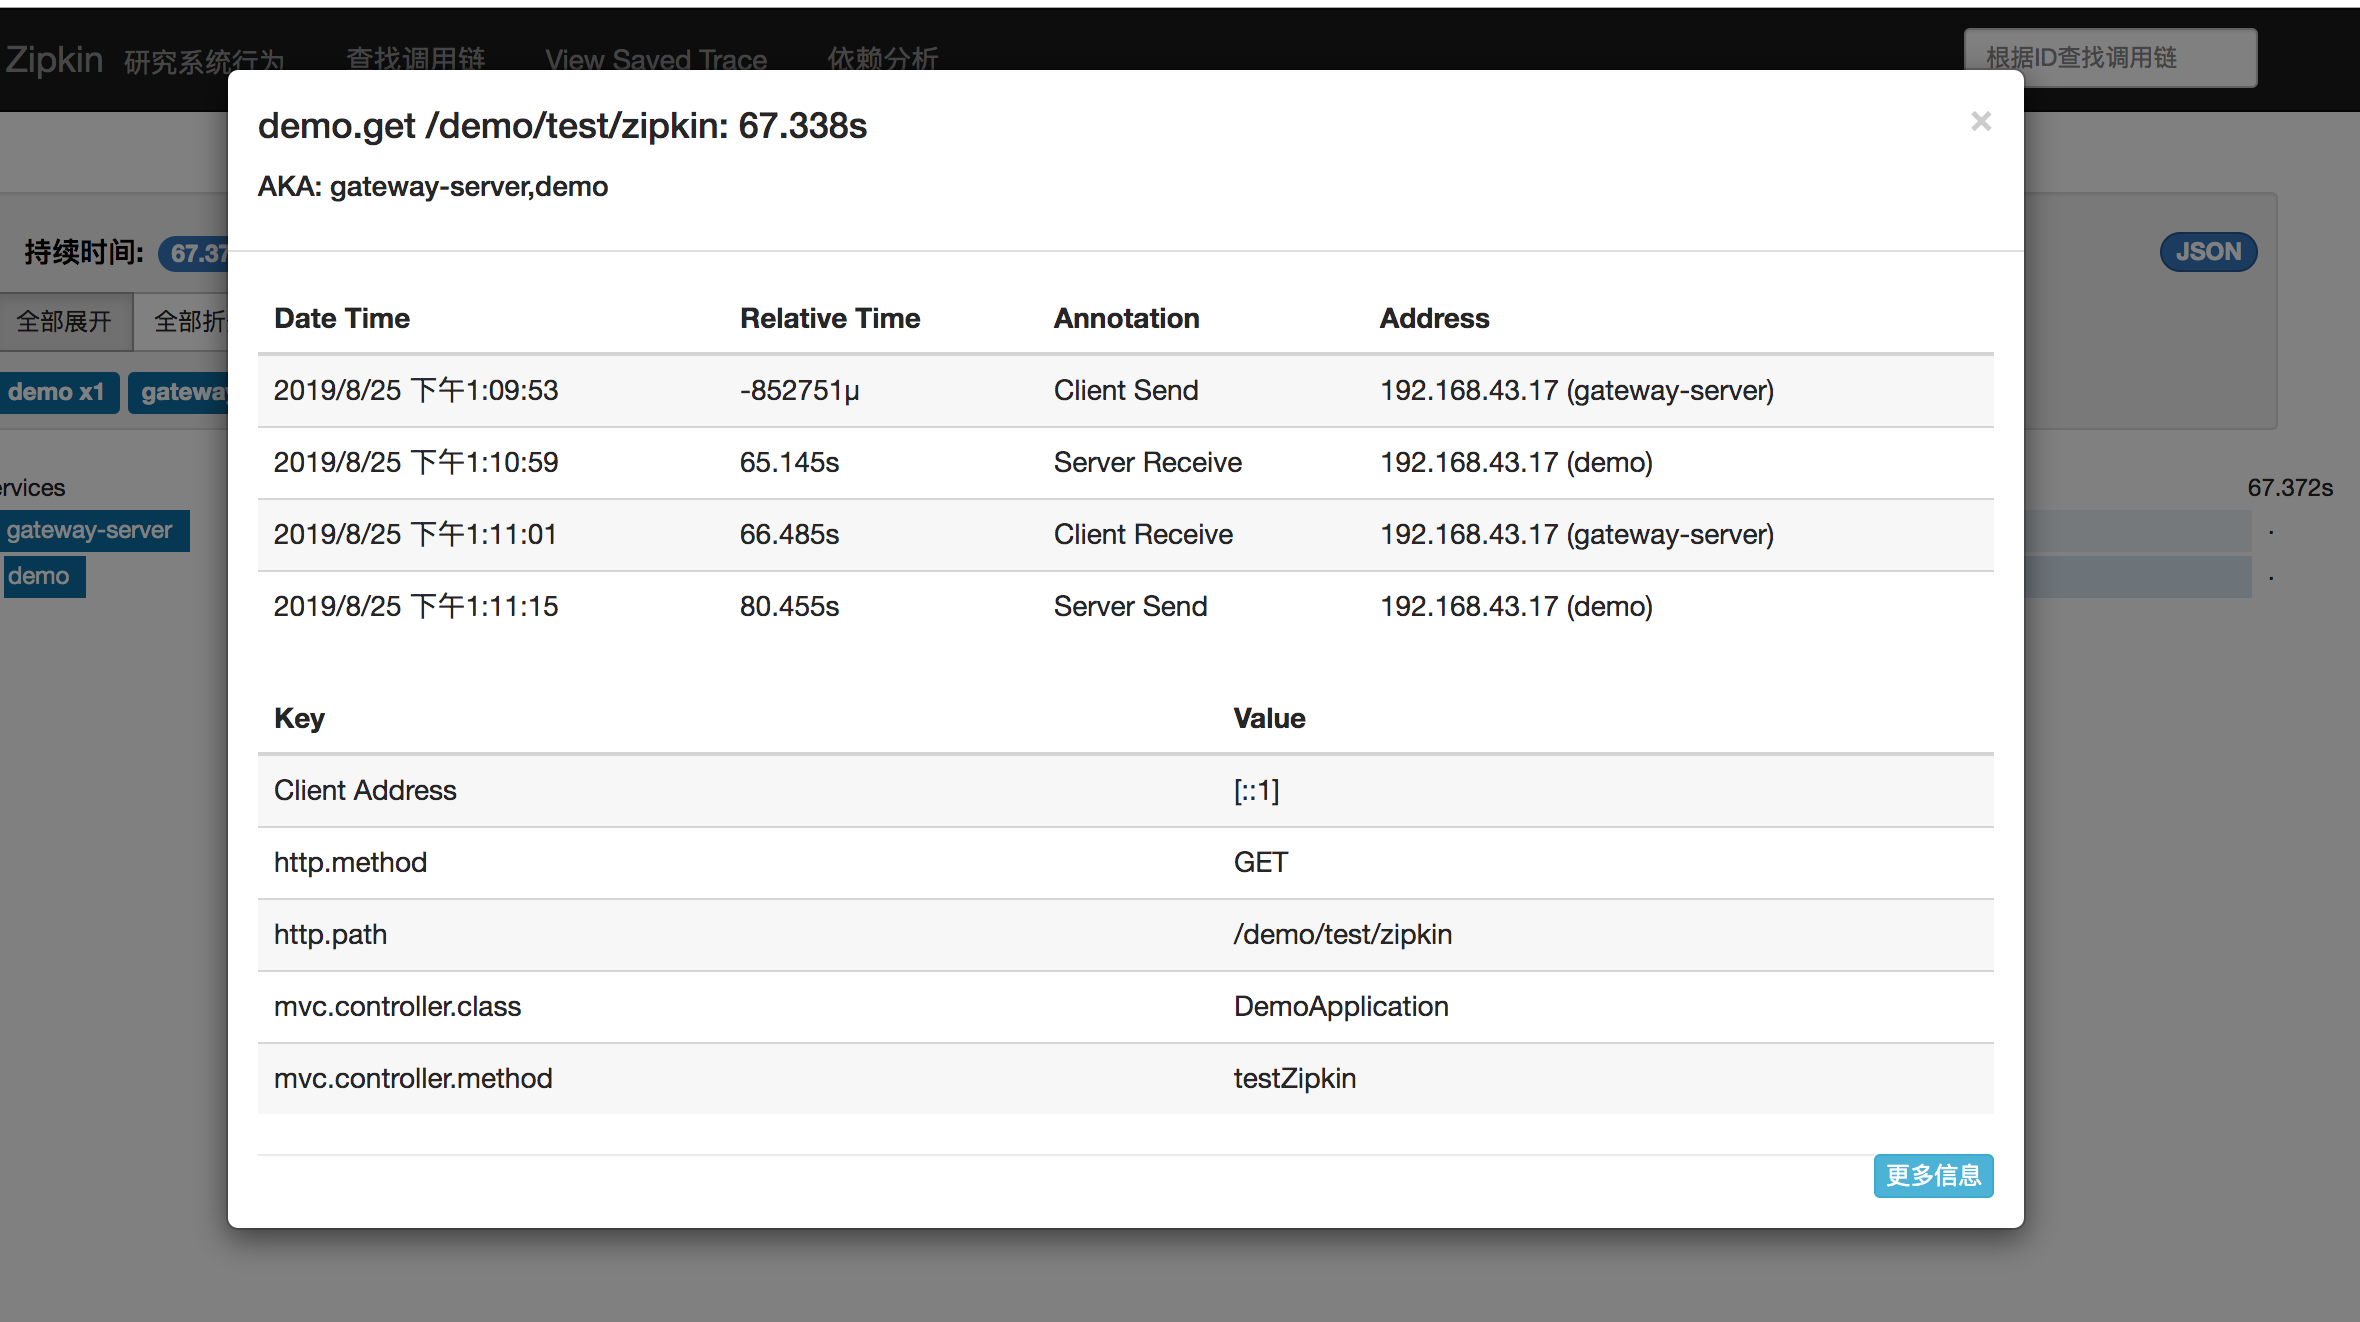 Zipkin 研究系统行为 查找调用链 View Saved Trace 依赖分析 根据ID查找调用链
demo.get /demo/test/zipkin: 67.338s ×
AKA: gateway-server,demo
持续时间: 67.37 JSON
全部展开 全部折
demo x1 gateway
Date Time Relative Time Annotation Address
2019/8/25 下午1:09:53 -852751μ Client Send 192.168.43.17 (gateway-server)
2019/8/25 下午1:10:59 65.145s Server Receive 192.168.43.17 (demo)
2019/8/25 下午1:11:01 66.485s Client Receive 192.168.43.17 (gateway-server)
2019/8/25 下午1:11:15 80.455s Server Send 192.168.43.17 (demo)
ervices 67.372s
gateway-server .
demo .
Key Value
Client Address [::1]
http.method GET
http.path /demo/test/zipkin
mvc.controller.class DemoApplication
mvc.controller.method testZipkin
更多信息